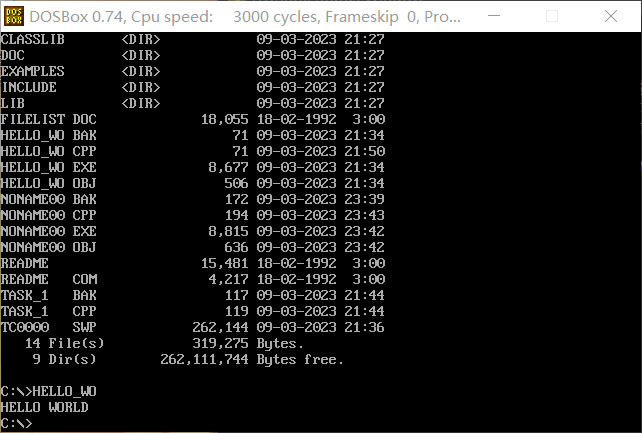 DOS BOX
DOSBox 0.74, Cpu speed:    3000 cycles, Frameskip  0, Pro...
CLASSLIB       <DIR>            09-03-2023 21:27
DOC            <DIR>            09-03-2023 21:27
EXAMPLES       <DIR>            09-03-2023 21:27
INCLUDE        <DIR>            09-03-2023 21:27
LIB            <DIR>            09-03-2023 21:27
FILELIST DOC             18,055 18-02-1992  3:00
HELLO_WO BAK                 71 09-03-2023 21:34
HELLO_WO CPP                 71 09-03-2023 21:50
HELLO_WO EXE              8,677 09-03-2023 21:34
HELLO_WO OBJ                506 09-03-2023 21:34
NONAME00 BAK                172 09-03-2023 23:39
NONAME00 CPP                194 09-03-2023 23:43
NONAME00 EXE              8,815 09-03-2023 23:42
NONAME00 OBJ                636 09-03-2023 23:42
README                   15,481 18-02-1992  3:00
README   COM              4,217 18-02-1992  3:00
TASK_1   BAK                117 09-03-2023 21:44
TASK_1   CPP                119 09-03-2023 21:44
TC0000   SWP            262,144 09-03-2023 21:36
   14 File(s)           319,275 Bytes.
    9 Dir(s)        262,111,744 Bytes free.
C:\>HELLO_WO
HELLO WORLD
C:\>